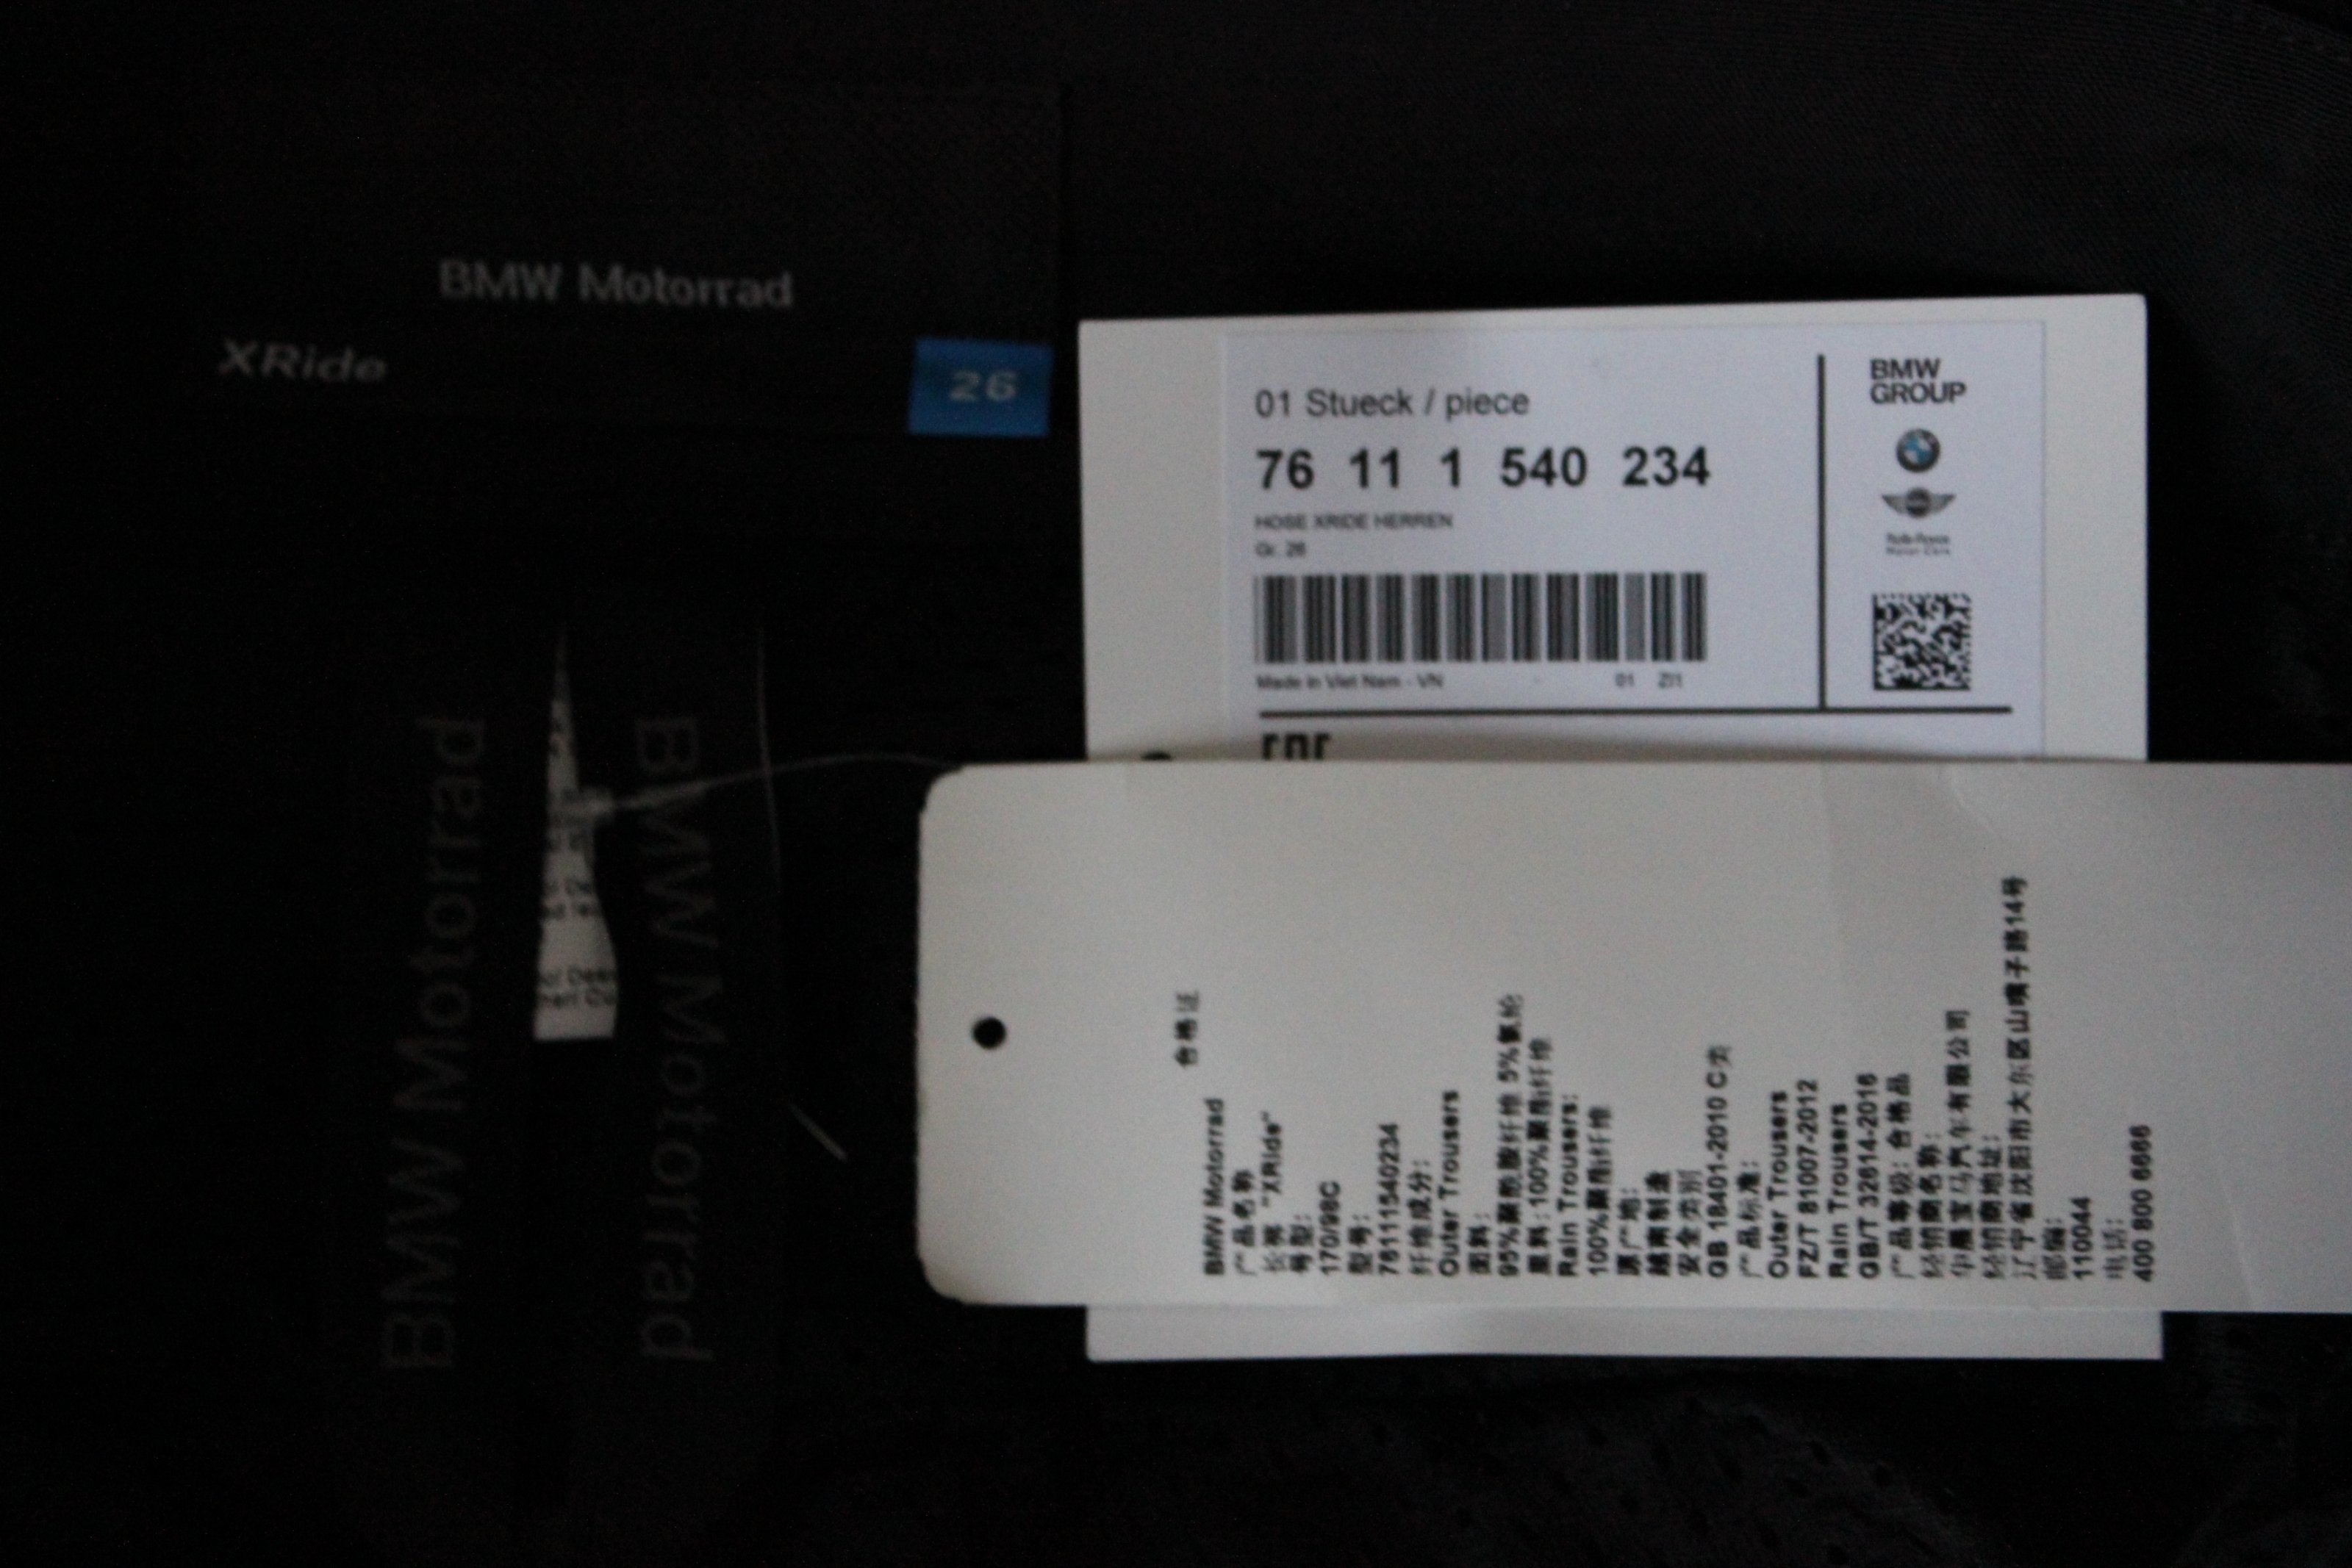 BMW Motorrad
XRide
26
BMW Motorrad
BMW Motorrad
01 Stueck / piece
76 11 1 540 234
HOSE XRIDE HERREN
Gr. 26
Made in Viet Nam - VN 01 ZI1
BMW
GROUP
合格证
BMW Motorrad
产品名称
长裤 "XRide"
号型:
170/98C
型号:
76111540234
纤维成分:
Outer Trousers
面料:
95%聚酰胺纤维 5%氨纶
里料: 100%聚酯纤维
Rain Trousers:
100%聚酯纤维
原产地:
越南制造
安全类别
GB 18401-2010 C类
产品标准:
Outer Trousers
FZ/T 81007-2012
Rain Trousers
GB/T 32614-2016
产品等级: 合格品
经销商名称:
华晨宝马汽车有限公司
经销商地址:
辽宁省沈阳市大东区山嘴子路14号
邮编:
110044
电话:
400 800 6666